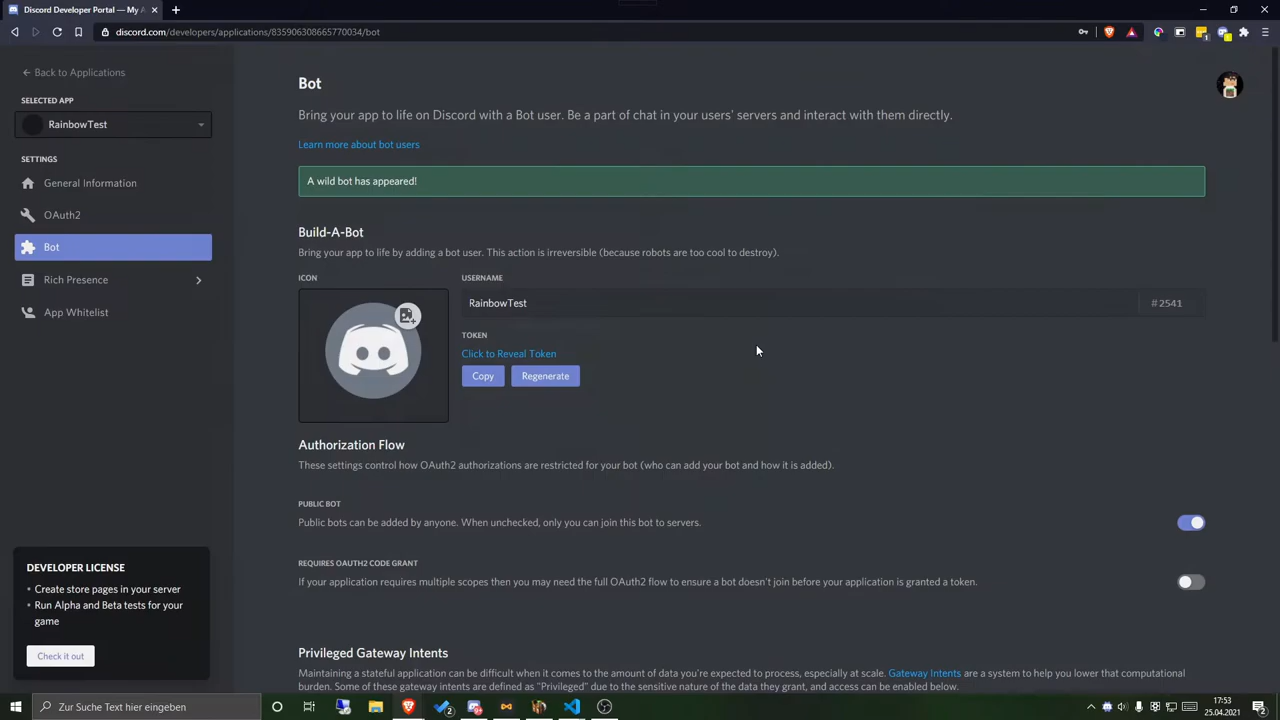 Discord Developer Portal — My A
discord.com/developers/applications/835906308665770034/bot
Back to Applications
SELECTED APP
RainbowTest
SETTINGS
General Information
OAuth2
Bot
Rich Presence
App Whitelist
DEVELOPER LICENSE
• Create store pages in your server
• Run Alpha and Beta tests for your
game
Check it out
Bot
Bring your app to life on Discord with a Bot user. Be a part of chat in your users' servers and interact with them directly.
Learn more about bot users
A wild bot has appeared!
Build-A-Bot
Bring your app to life by adding a bot user. This action is irreversible (because robots are too cool to destroy).
ICON
USERNAME
RainbowTest
#2541
TOKEN
Click to Reveal Token
Copy
Regenerate
Authorization Flow
These settings control how OAuth2 authorizations are restricted for your bot (who can add your bot and how it is added).
PUBLIC BOT
Public bots can be added by anyone. When unchecked, only you can join this bot to servers.
REQUIRES OAUTH2 CODE GRANT
If your application requires multiple scopes then you may need the full OAuth2 flow to ensure a bot doesn't join before your application is granted a token.
Privileged Gateway Intents
Maintaining a stateful application can be difficult when it comes to the amount of data you're expected to process, especially at scale. Gateway Intents are a system to help you lower that computational
burden. Some of these gateway intents are defined as "Privileged" due to the sensitive nature of the data they grant, and access can be enabled below.
Zur Suche Text hier eingeben
2
17:53
25.04.2021